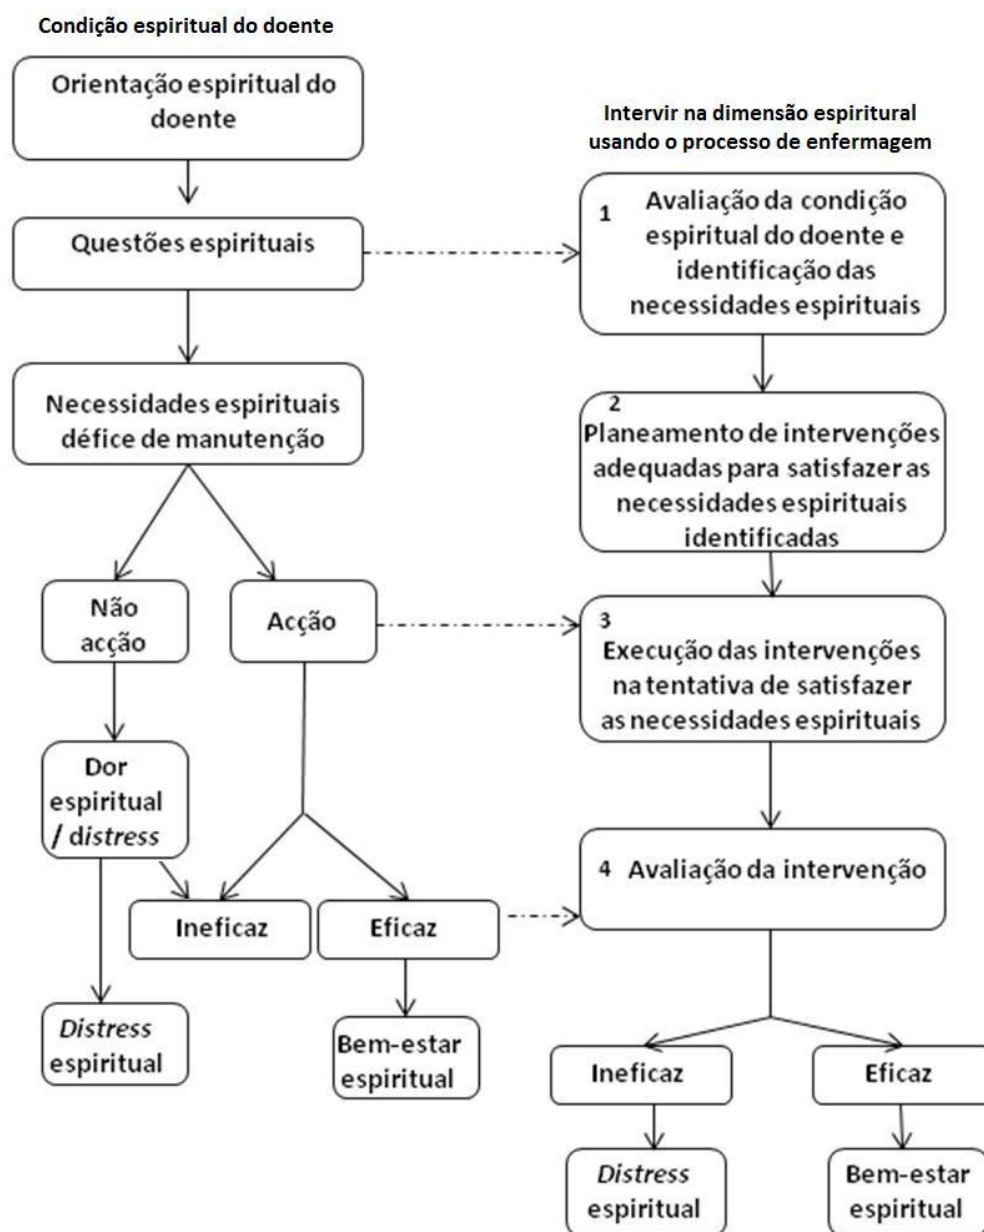 Condição espiritual do doente
Orientação espiritual do
doente
Questões espirituais
Necessidades espirituais
défice de manutenção
Não
acção
Acção
Dor
espiritual
/ distress
Ineficaz
Eficaz
Distress
espiritual
Bem-estar
espiritual
Intervir na dimensão espiritural
usando o processo de enfermagem
1 Avaliação da condição
espiritual do doente e
identificação das
necessidades espirituais
2
Planeamento de intervenções
adequadas para satisfazer as
necessidades espirituais
identificadas
3
Execução das intervenções
na tentativa de satisfazer
as necessidades espirituais
4 Avaliação da intervenção
Ineficaz
Eficaz
Distress
espiritual
Bem-estar
espiritual